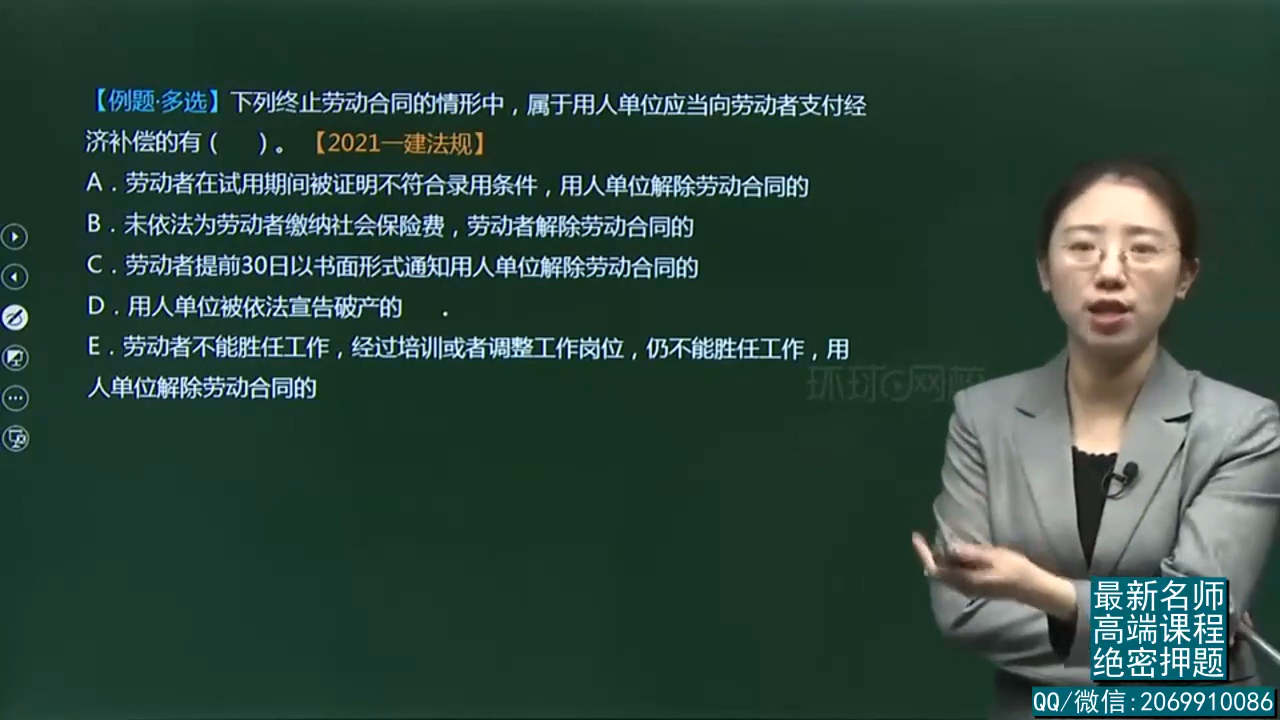 【例题·多选】下列终止劳动合同的情形中，属于用人单位应当向劳动者支付经
济补偿的有（　）。【2021一建法规】
A．劳动者在试用期间被证明不符合录用条件，用人单位解除劳动合同的
B．未依法为劳动者缴纳社会保险费，劳动者解除劳动合同的
C．劳动者提前30日以书面形式通知用人单位解除劳动合同的
D．用人单位被依法宣告破产的
E．劳动者不能胜任工作，经过培训或者调整工作岗位，仍不能胜任工作，用
人单位解除劳动合同的
环球网校
最新名师
高端课程
绝密押题
QQ/微信:2069910086